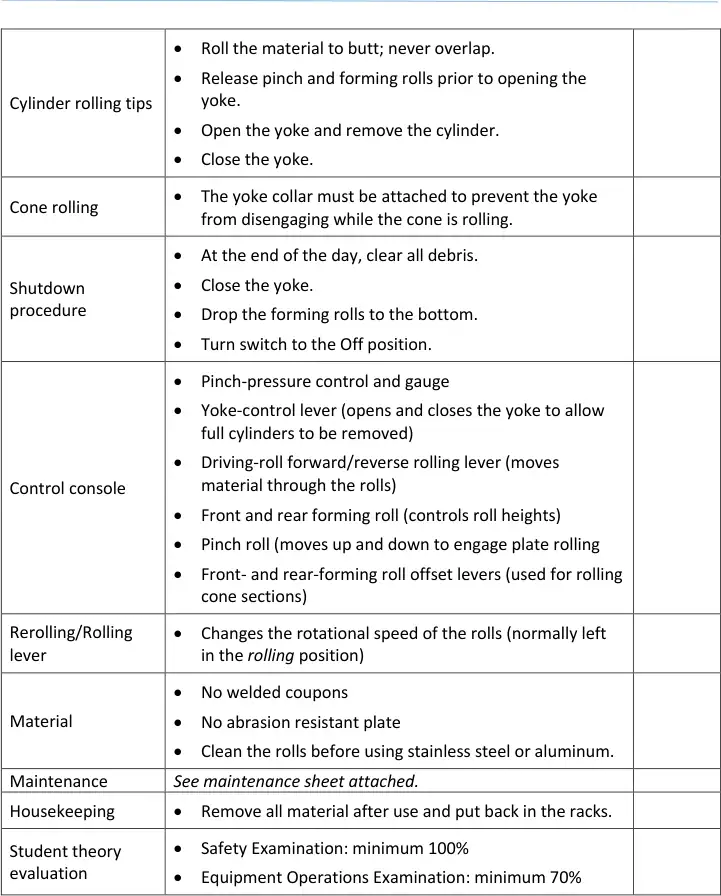 Cylinder rolling tips
• Roll the material to butt; never overlap.
• Release pinch and forming rolls prior to opening the
yoke.
• Open the yoke and remove the cylinder.
• Close the yoke.
Cone rolling
• The yoke collar must be attached to prevent the yoke
from disengaging while the cone is rolling.
Shutdown
procedure
• At the end of the day, clear all debris.
• Close the yoke.
• Drop the forming rolls to the bottom.
• Turn switch to the Off position.
Control console
• Pinch-pressure control and gauge
• Yoke-control lever (opens and closes the yoke to allow
full cylinders to be removed)
• Driving-roll forward/reverse rolling lever (moves
material through the rolls)
• Front and rear forming roll (controls roll heights)
• Pinch roll (moves up and down to engage plate rolling
• Front- and rear-forming roll offset levers (used for rolling
cone sections)
Rerolling/Rolling
lever
• Changes the rotational speed of the rolls (normally left
in the rolling position)
Material
• No welded coupons
• No abrasion resistant plate
• Clean the rolls before using stainless steel or aluminum.
Maintenance
See maintenance sheet attached.
Housekeeping
• Remove all material after use and put back in the racks.
Student theory
evaluation
• Safety Examination: minimum 100%
• Equipment Operations Examination: minimum 70%